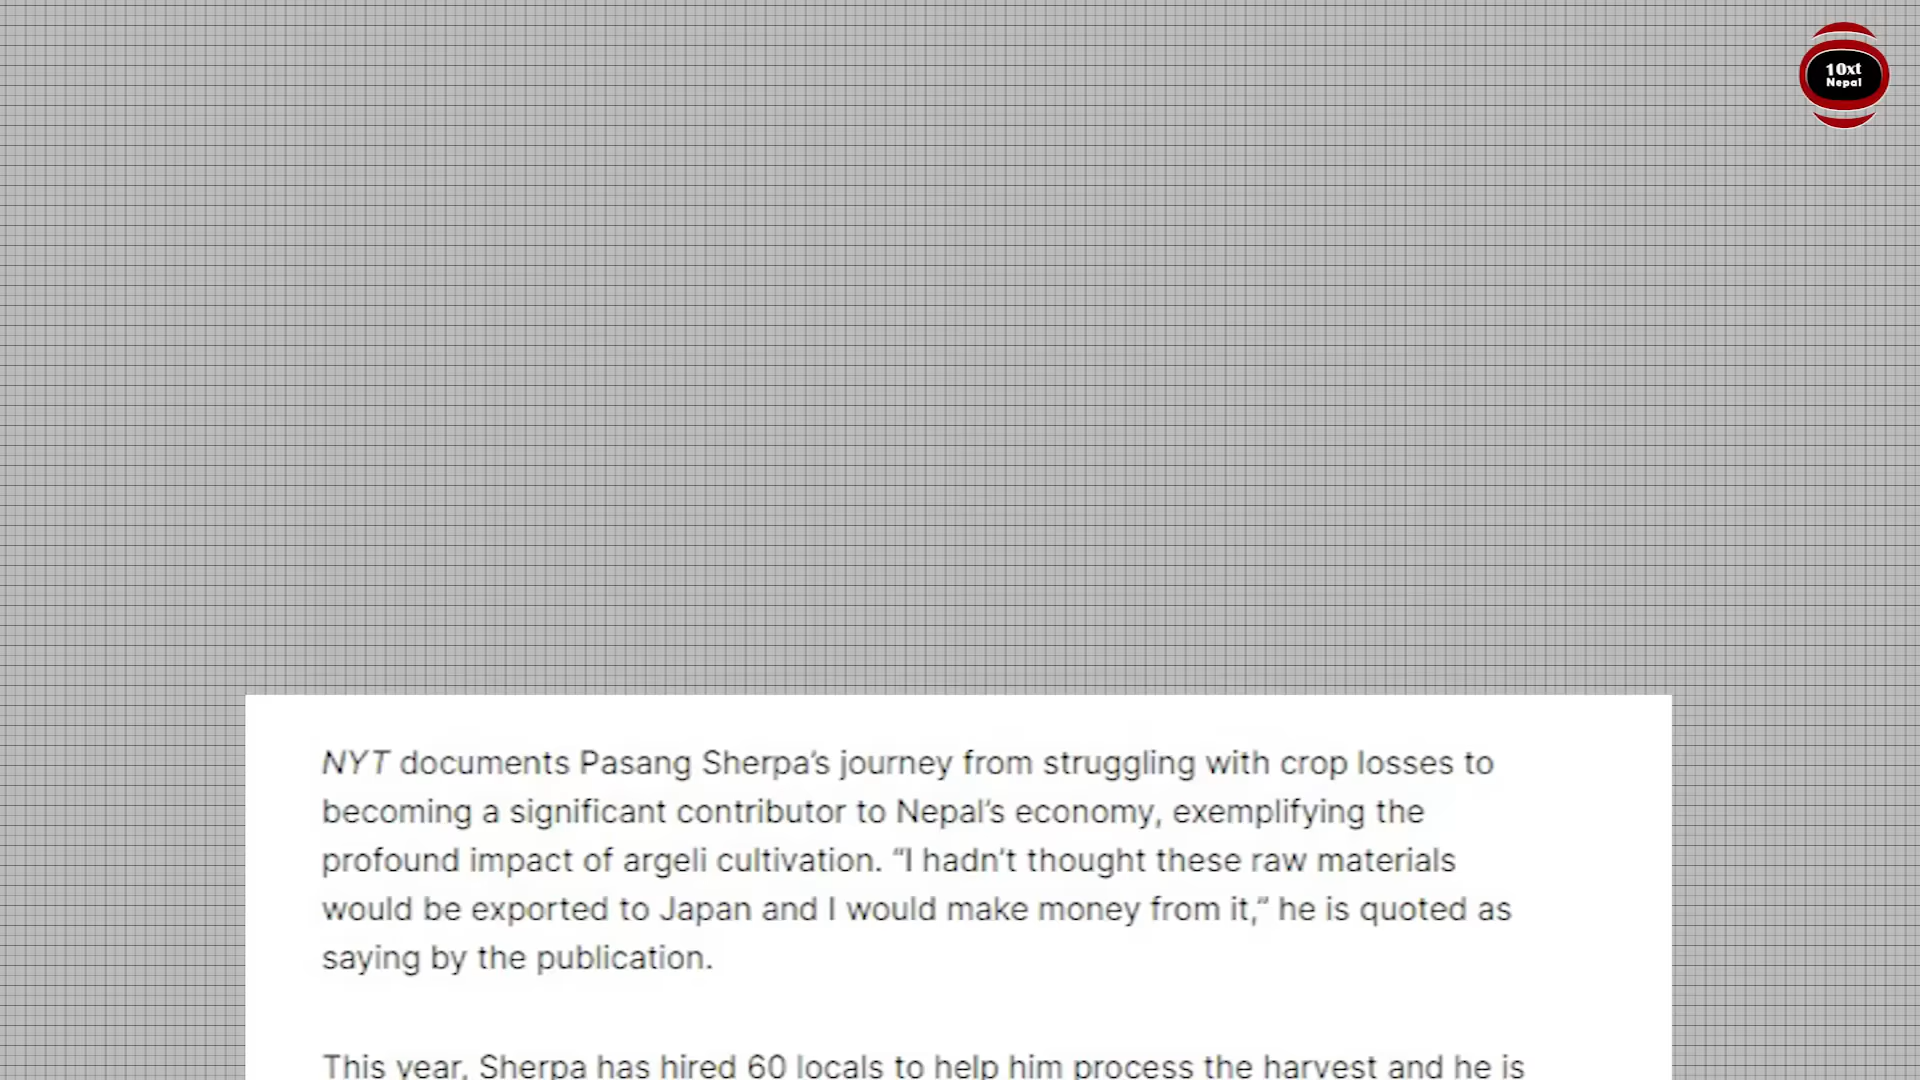 10xt
Nepal
NYT documents Pasang Sherpa’s journey from struggling with crop losses to
becoming a significant contributor to Nepal’s economy, exemplifying the
profound impact of argeli cultivation. “I hadn’t thought these raw materials
would be exported to Japan and I would make money from it,” he is quoted as
saying by the publication.
This year, Sherpa has hired 60 locals to help him process the harvest and he is